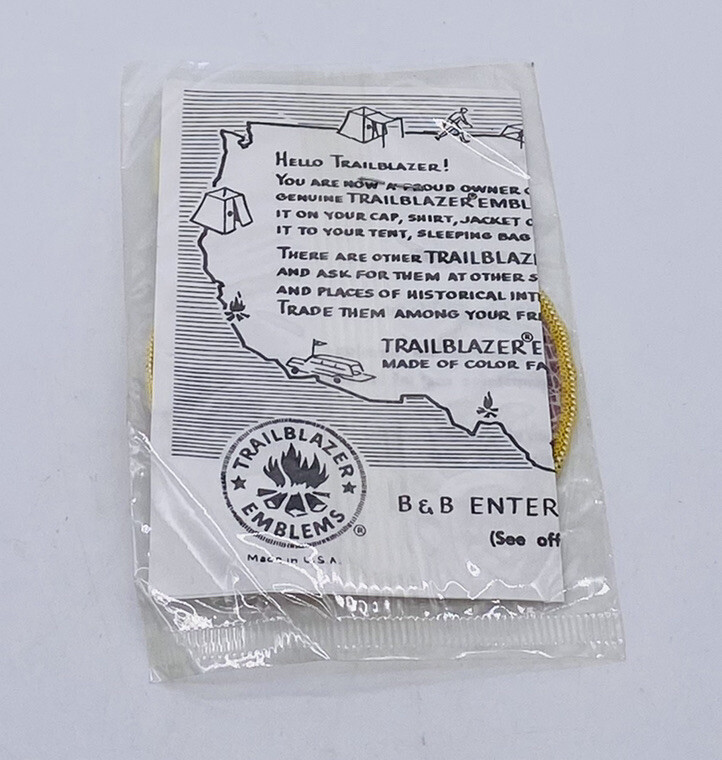 HELLO TRAILBLAZER!
YOU ARE NOW A PROUD OWNER
GENUINE TRAILBLAZER® EMBL
IT ON YOUR CAP, SHIRT, JACKET
IT TO YOUR TENT, SLEEPING BAG
THERE ARE OTHER TRAILBLAZ
AND ASK FOR THEM AT OTHER S
AND PLACES OF HISTORICAL INT
TRADE THEM AMONG YOUR FR
TRAILBLAZER® E
MADE OF COLOR FA
TRAILBLAZER
EMBLEMS
®
Made in U.S.A.
B & B ENTER
(See off